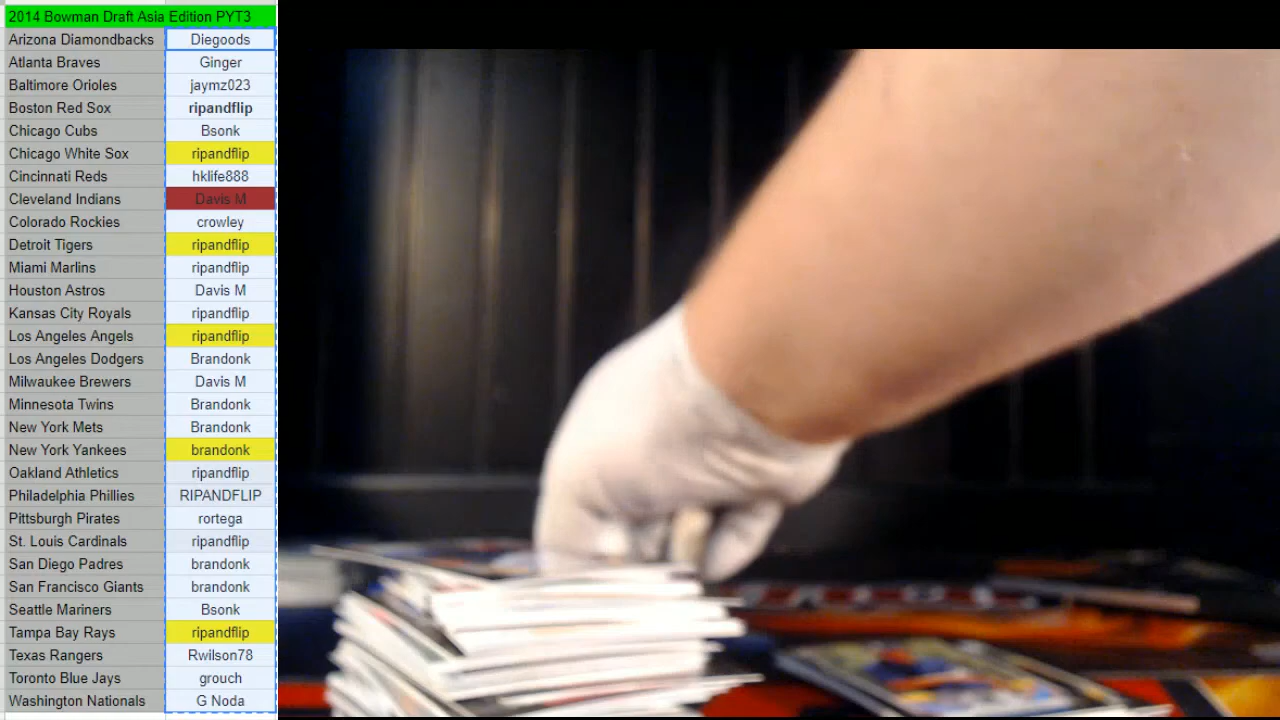 2014 Bowman Draft Asia Edition PYT3
Arizona Diamondbacks Diegoods
Atlanta Braves Ginger
Baltimore Orioles jaymz023
Boston Red Sox ripandflip
Chicago Cubs Bsonk
Chicago White Sox ripandflip
Cincinnati Reds hklife888
Cleveland Indians Davis M
Colorado Rockies crowley
Detroit Tigers ripandflip
Miami Marlins ripandflip
Houston Astros Davis M
Kansas City Royals ripandflip
Los Angeles Angels ripandflip
Los Angeles Dodgers Brandonk
Milwaukee Brewers Davis M
Minnesota Twins Brandonk
New York Mets Brandonk
New York Yankees brandonk
Oakland Athletics ripandflip
Philadelphia Phillies RIPANDFLIP
Pittsburgh Pirates rortega
St. Louis Cardinals ripandflip
San Diego Padres brandonk
San Francisco Giants brandonk
Seattle Mariners Bsonk
Tampa Bay Rays ripandflip
Texas Rangers Rwilson78
Toronto Blue Jays grouch
Washington Nationals G Noda